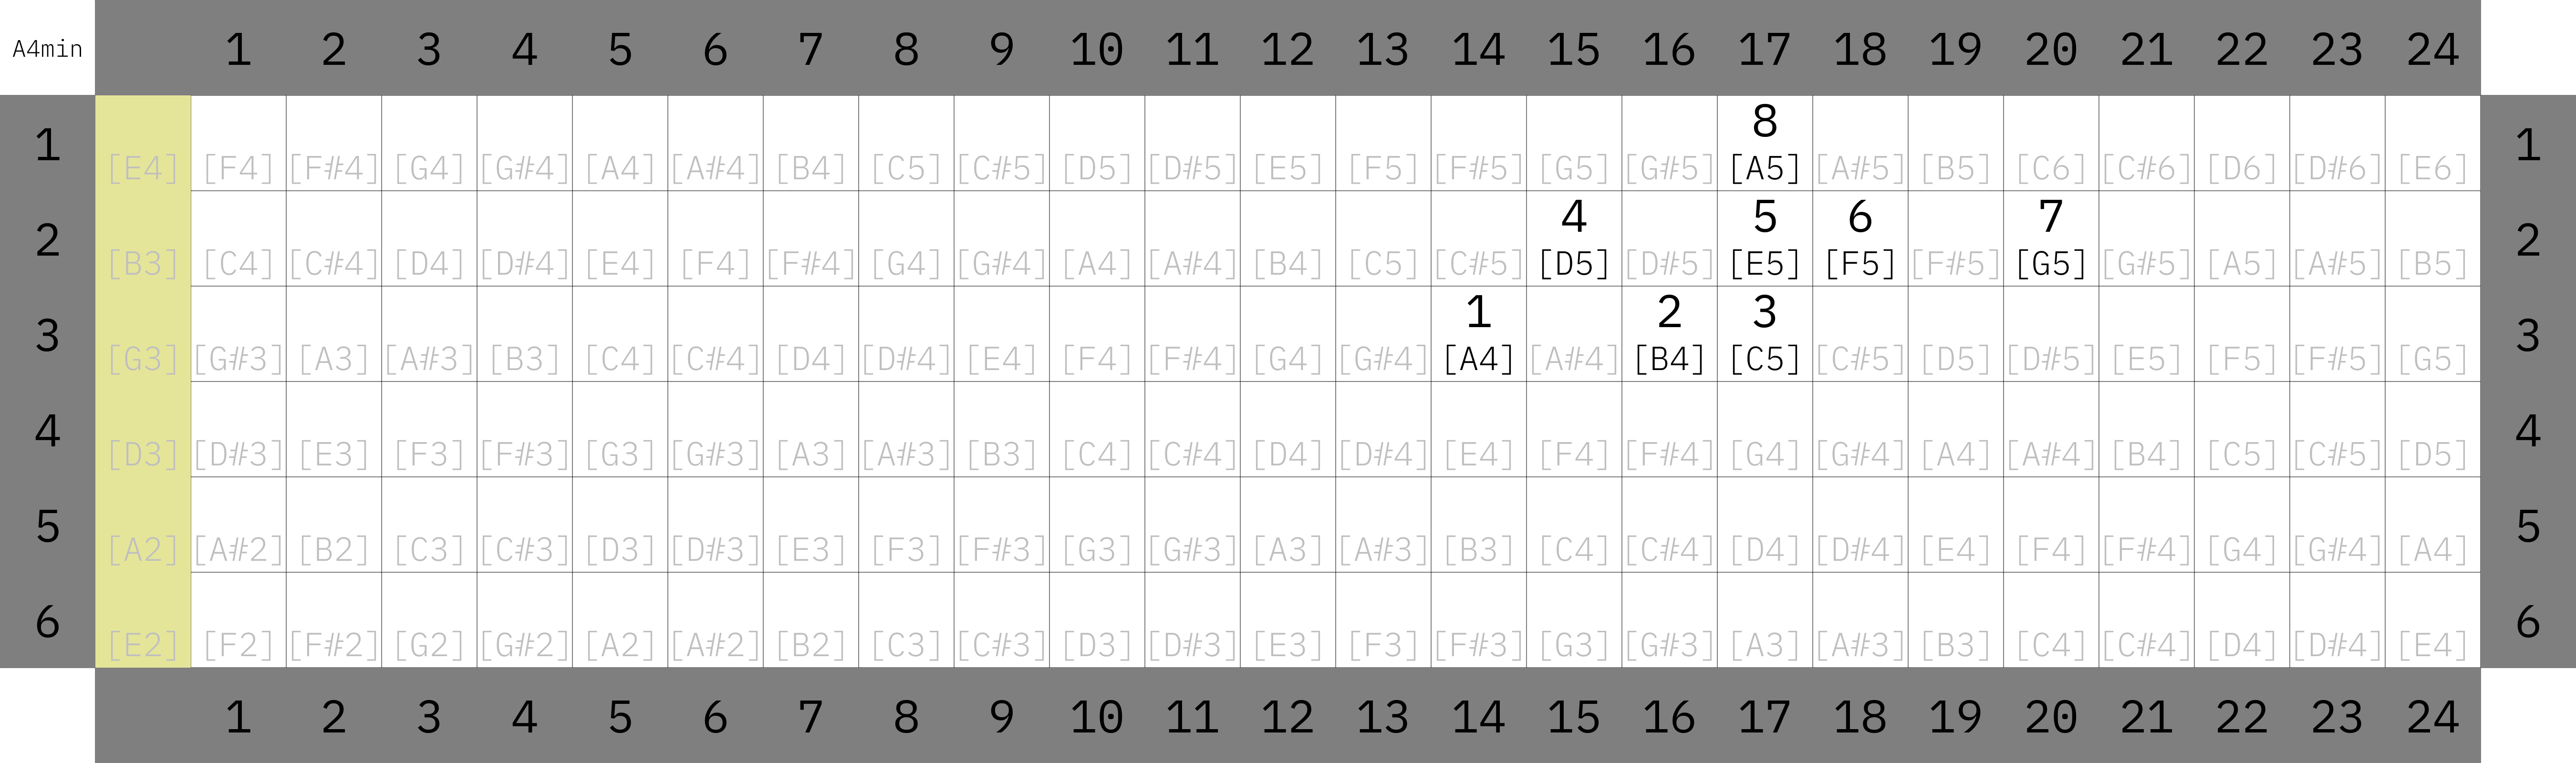 A4min 1 2 3 4 5 6 7 8 9 10 11 12 13 14 15 16 17 18 19 20 21 22 23 24
8
1 [E4] [F4] [F#4] [G4] [G#4] [A4] [A#4] [B4] [C5] [C#5] [D5] [D#5] [E5] [F5] [F#5] [G5] [G#5] [A5] [A#5] [B5] [C6] [C#6] [D6] [D#6] [E6] 1
4 5 6 7
2 [B3] [C4] [C#4] [D4] [D#4] [E4] [F4] [F#4] [G4] [G#4] [A4] [A#4] [B4] [C5] [C#5] [D5] [D#5] [E5] [F5] [F#5] [G5] [G#5] [A5] [A#5] [B5] 2
1 2 3
3 [G3] [G#3] [A3] [A#3] [B3] [C4] [C#4] [D4] [D#4] [E4] [F4] [F#4] [G4] [G#4] [A4] [A#4] [B4] [C5] [C#5] [D5] [D#5] [E5] [F5] [F#5] [G5] 3
4 [D3] [D#3] [E3] [F3] [F#3] [G3] [G#3] [A3] [A#3] [B3] [C4] [C#4] [D4] [D#4] [E4] [F4] [F#4] [G4] [G#4] [A4] [A#4] [B4] [C5] [C#5] [D5] 4
5 [A2] [A#2] [B2] [C3] [C#3] [D3] [D#3] [E3] [F3] [F#3] [G3] [G#3] [A3] [A#3] [B3] [C4] [C#4] [D4] [D#4] [E4] [F4] [F#4] [G4] [G#4] [A4] 5
6 [E2] [F2] [F#2] [G2] [G#2] [A2] [A#2] [B2] [C3] [C#3] [D3] [D#3] [E3] [F3] [F#3] [G3] [G#3] [A3] [A#3] [B3] [C4] [C#4] [D4] [D#4] [E4] 6
1 2 3 4 5 6 7 8 9 10 11 12 13 14 15 16 17 18 19 20 21 22 23 24